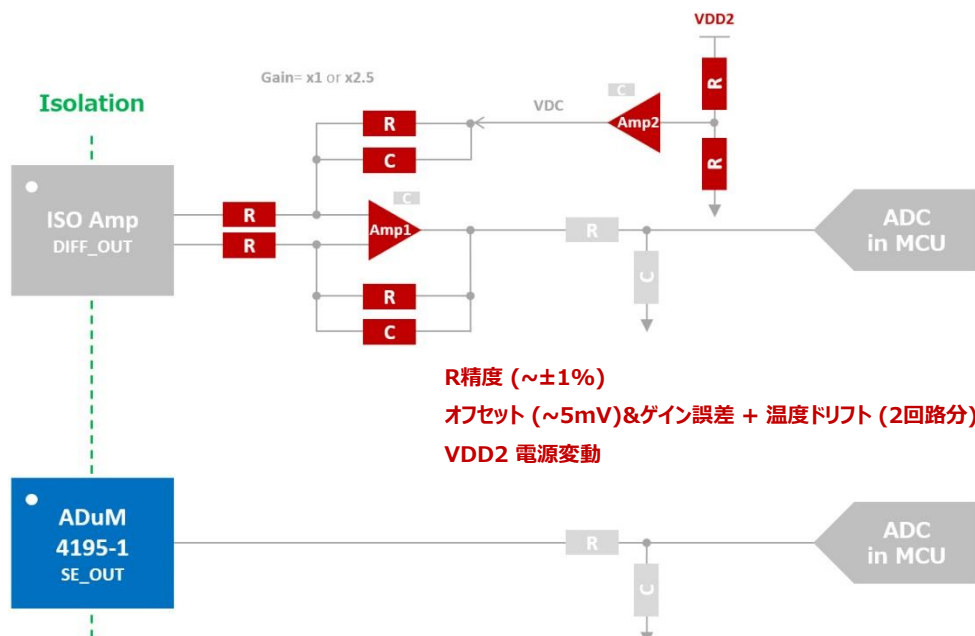 VDD2
Gain= x1 or x2.5
Isolation
R
C
R
VDC
Amp2
C
R
ISO Amp
DIFF_OUT
R
R
C
Amp1
R
ADC
in MCU
C
R
C
R精度 (~±1%)
オフセット (~5mV)&ゲイン誤差 + 温度ドリフト (2回路分)
VDD2 電源変動
ADuM
4195-1
SE_OUT
R
ADC
in MCU
C